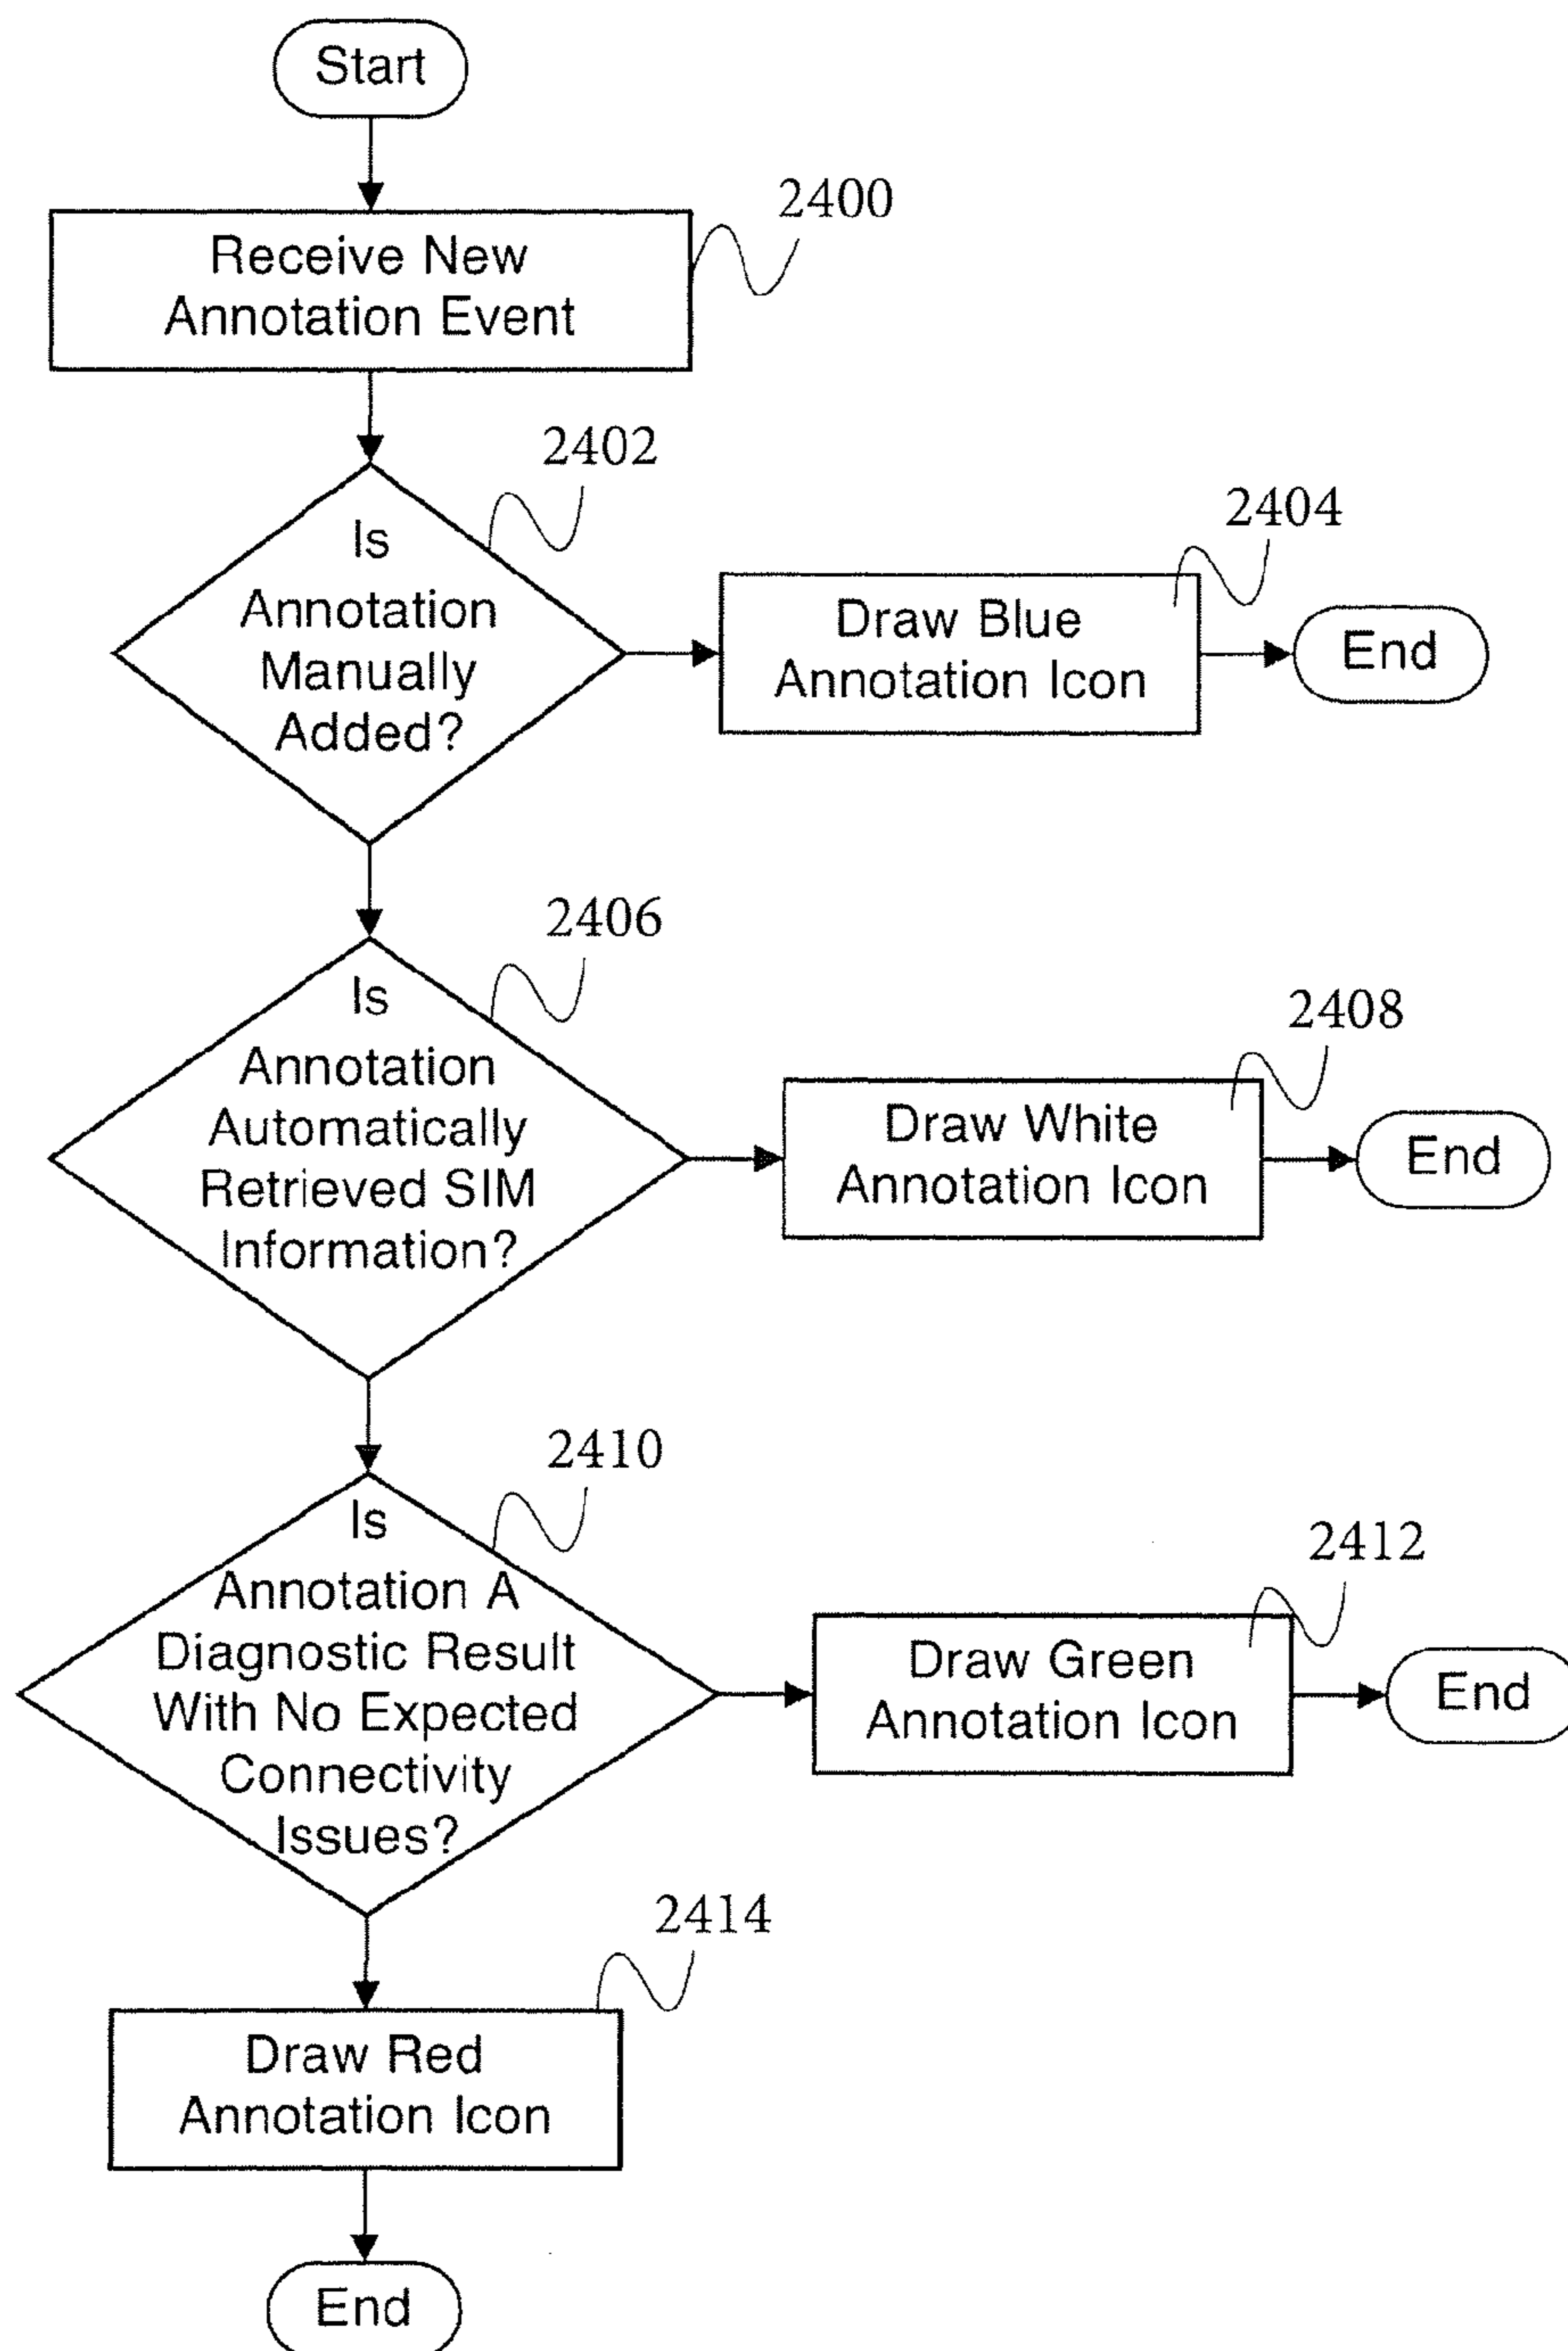 Start
2400
Receive New
Annotation Event
2402
Is
Annotation
Manually
Added?
2404
Draw Blue
Annotation Icon
End
2406
Is
Annotation
Automatically
Retrieved SIM
Information?
2408
Draw White
Annotation Icon
End
2410
Is
Annotation A
Diagnostic Result
With No Expected
Connectivity
Issues?
2412
Draw Green
Annotation Icon
End
2414
Draw Red
Annotation Icon
End